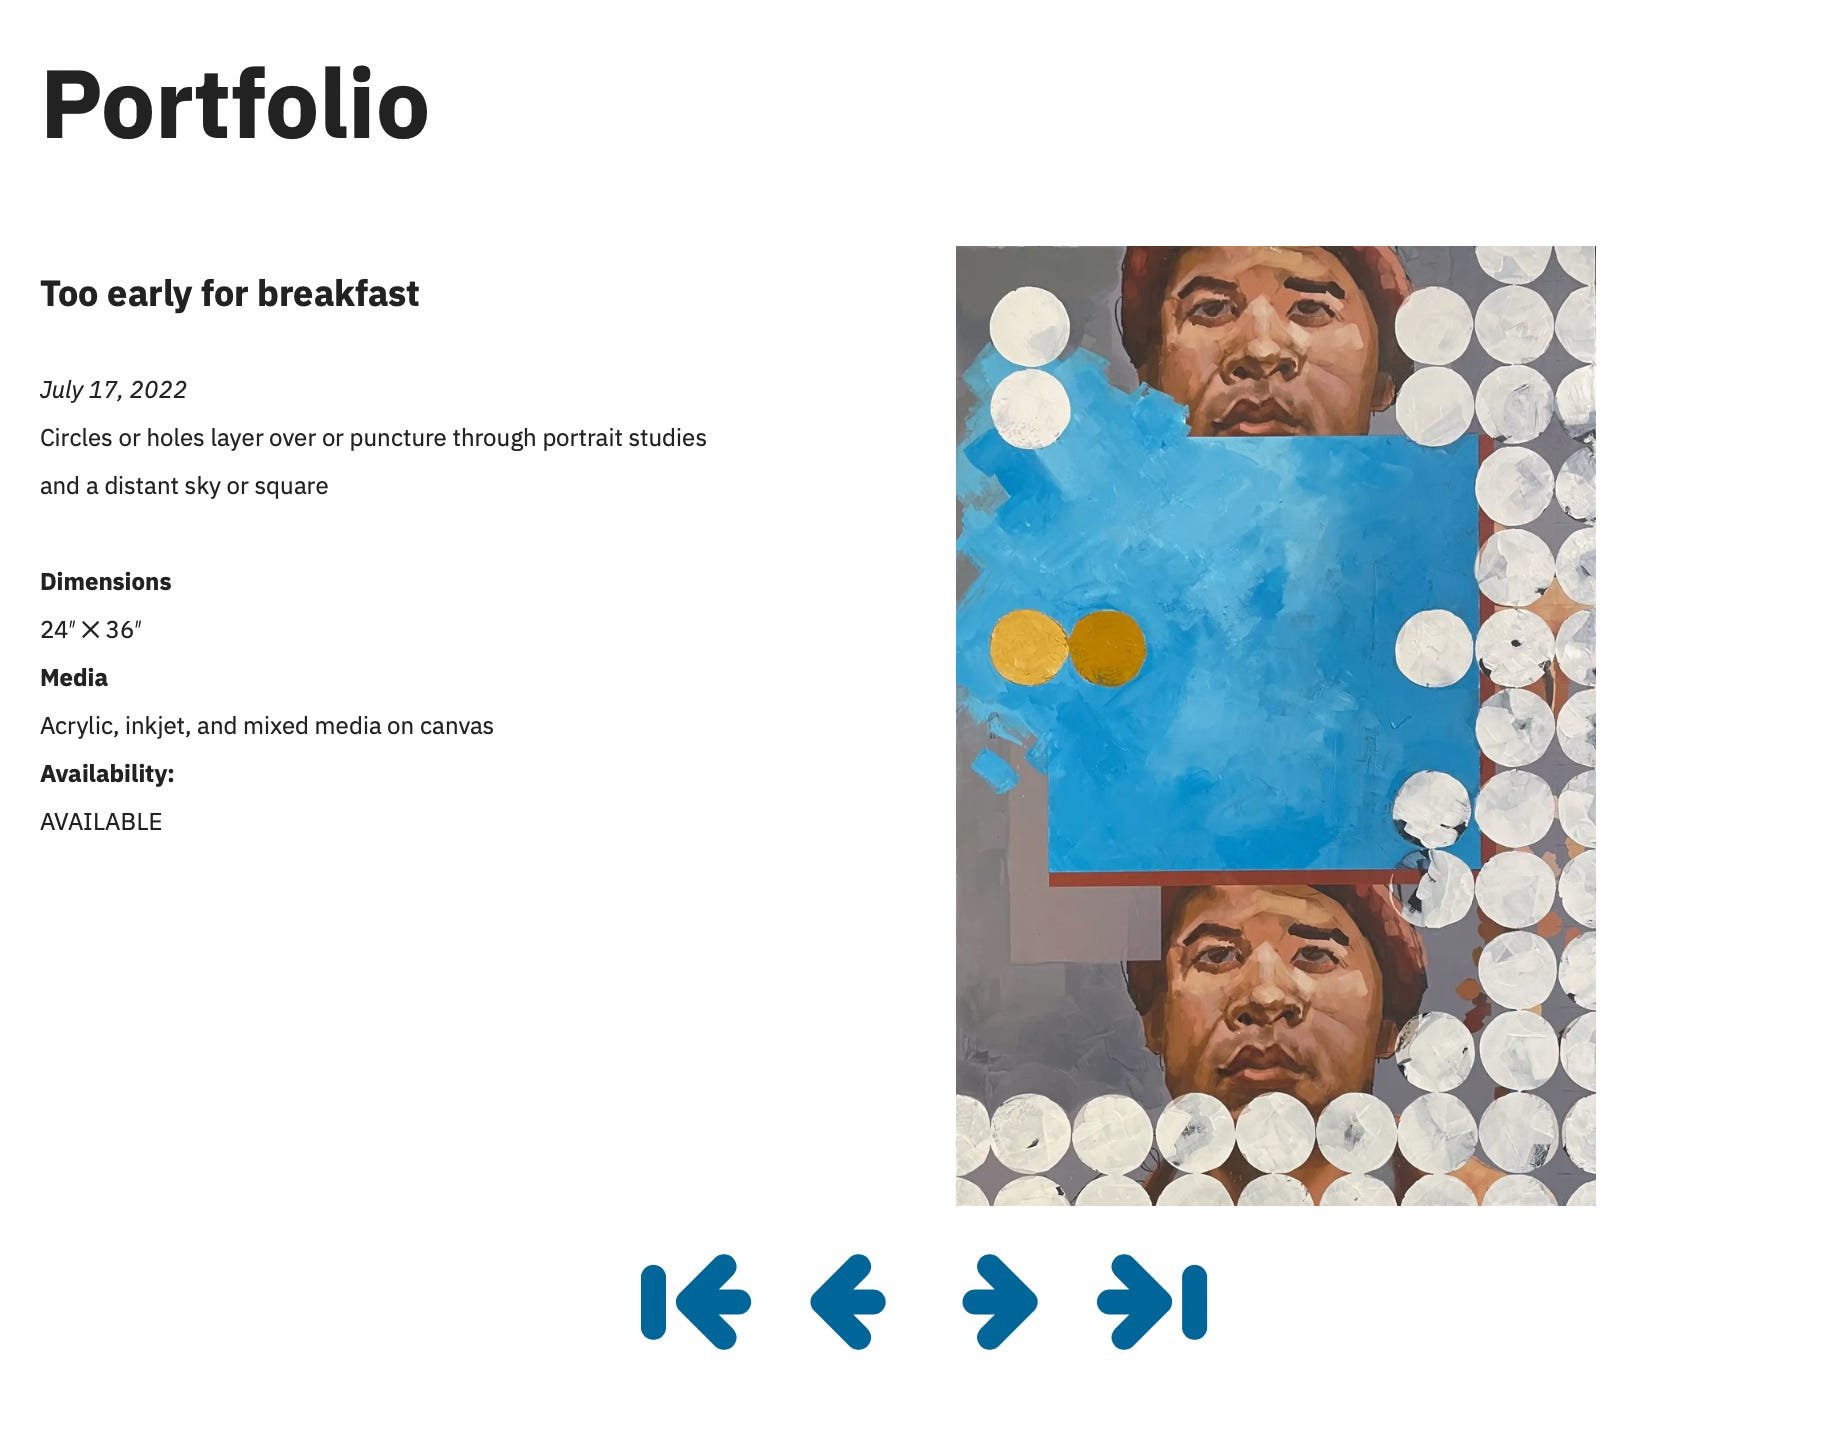 Portfolio
Too early for breakfast
July 17, 2022
Circles or holes layer over or puncture through portrait studies
and a distant sky or square
Dimensions
24″ × 36″
Media
Acrylic, inkjet, and mixed media on canvas
Availability:
AVAILABLE